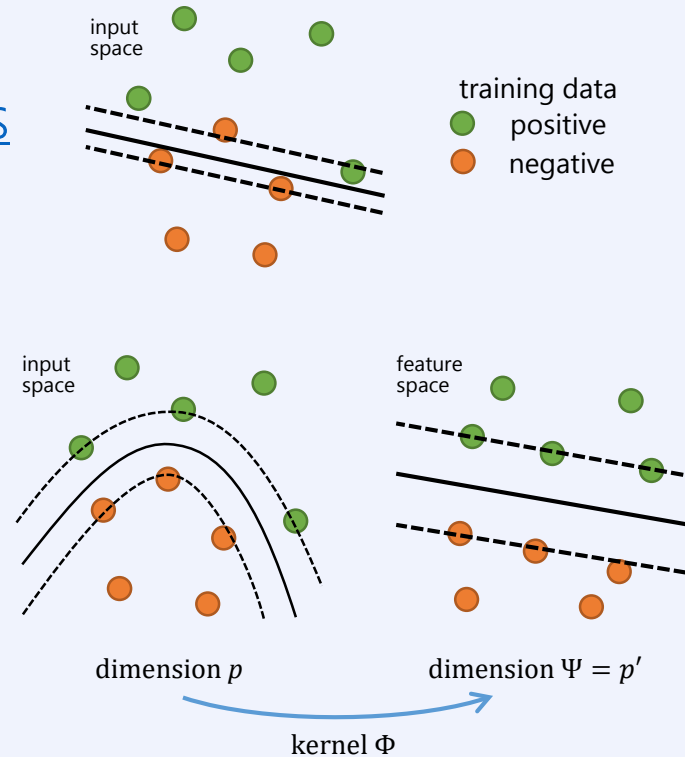 input
space
S
training data
positive
negative
input
space
feature
space
dimension p
dimension Ψ = p′
kernel Φ